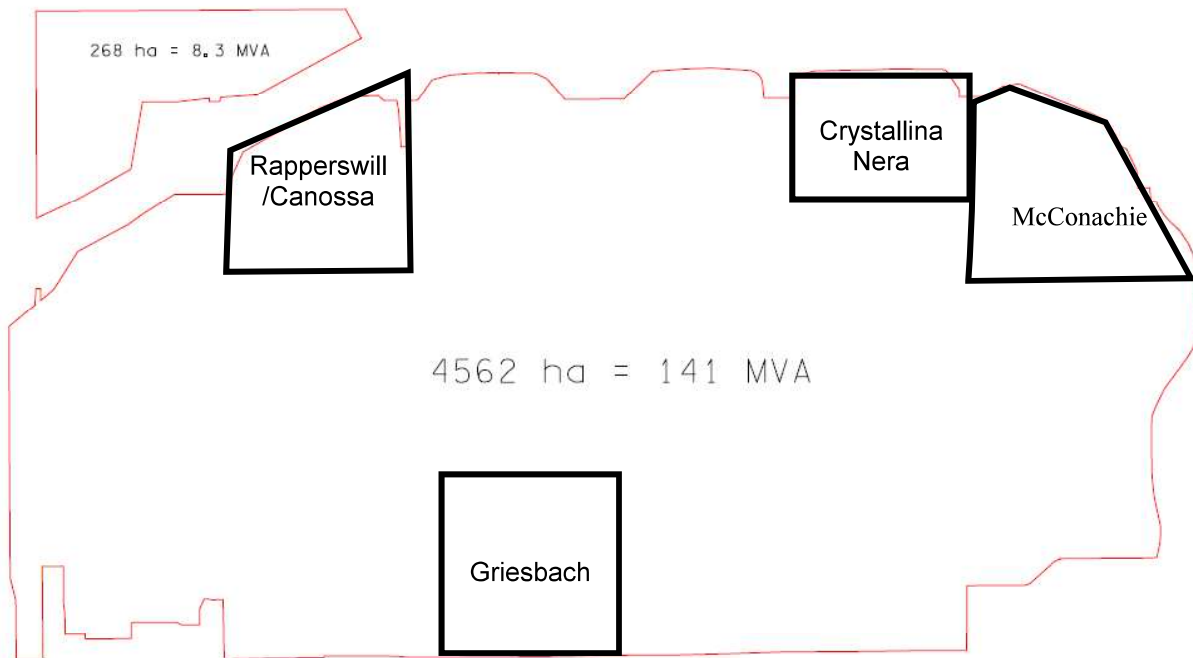 268 ha = 8.3 MVA
Rapperswill
/Canossa
Crystallina
Nera
McConachie
4562 ha = 141 MVA
Griesbach